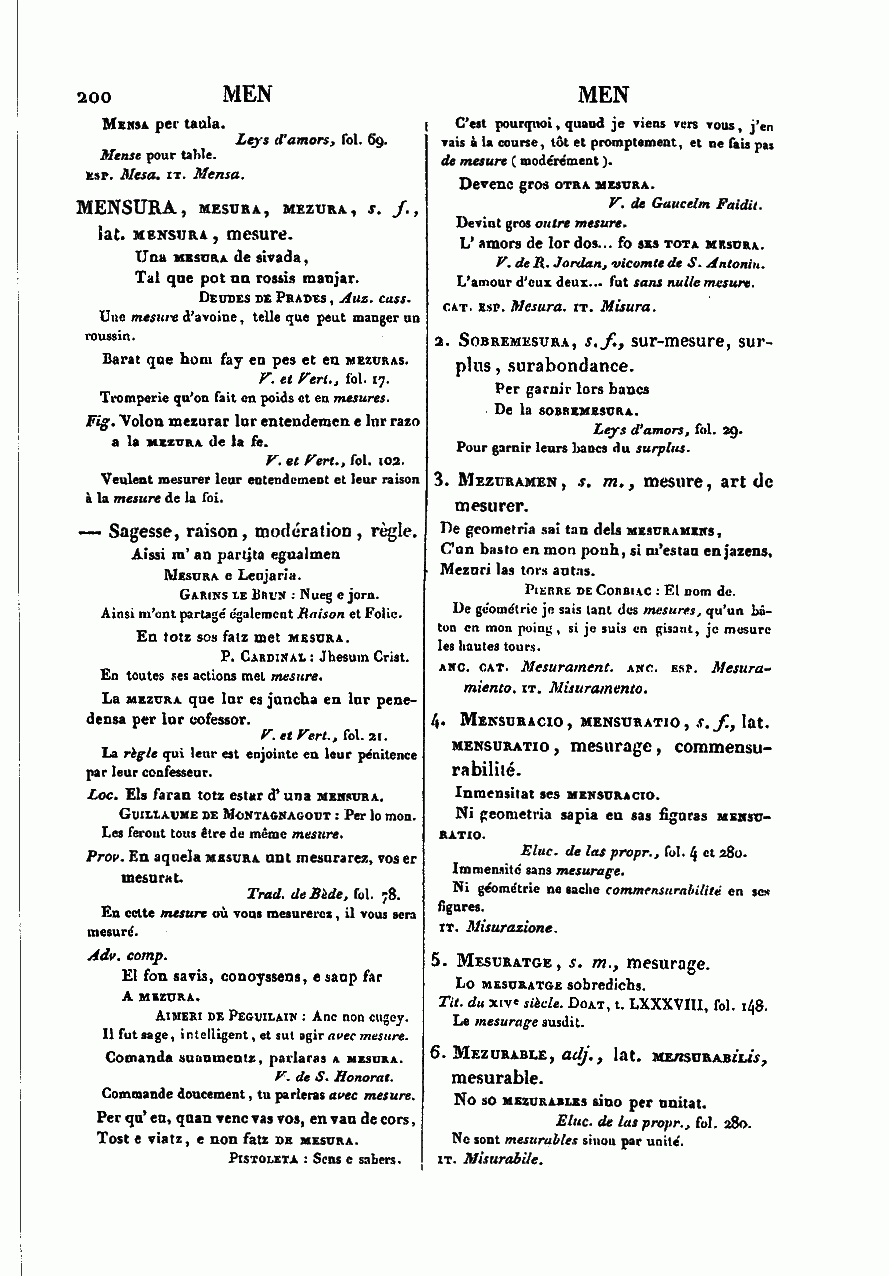 200 MEN MEN
MENSA per taula.
Leys d'amors, fol. 69.
Mense pour table.
ESP. Mesa. IT. Mensa.
MENSURA, MESURA, MEZURA, s. f.,
lat. MENSURA, mesure.
Una MESURA de sivada,
Tal que pot un rossis manjar.
DEUDES DE PRADES, Auz. cass.
Une mesure d'avoine, telle que peut manger un
roussin.
Barat que hom fay en pes et en MEZURAS.
V. et Vert., fol. 17.
Tromperie qu'on fait en poids et en mesures.
Fig. Volon mezurar lur entendemen e lur razo
a la MEZURA de la fe.
V. et Vert., fol. 102.
Veulent mesurer leur entendement et leur raison
à la mesure de la foi.
— Sagesse, raison, modération, règle.
Aissi m'an partita egualmen
MESURA e Leujaria.
GARINS LE BRUN : Nueg e jorn.
Ainsi m'ont partagé également Raison et Folie.
En totz sos fatz met MESURA.
P. CARDINAL : Jhesum Crist.
En toutes ses actions met mesure.
La MEZURA que lur es juncha en lur pene-
densa per lur cofessor.
V. et Vert., fol. 21.
La règle qui leur est enjointe en leur pénitence
par leur confesseur.
Loc. Els faran totz estar d'una MENSURA.
GUILLAUME DE MONTAGNAGOUT : Per lo mon.
Les feront tous être de même mesure.
Prov. En aquela MESURA unt mesurarez, vos er
mesurat.
Trad. de Bède, fol. 78.
En cette mesure où vous mesurerez, il vous sera
mesuré.
Adv. comp.
El fon savis, conoyssens, e saup far
A MEZURA.
AIMERI DE PEGUILAIN : Anc non cugey.
Il fut sage, intelligent, et sut agir avec mesure.
Comanda suaumentz, parlaras A MESURA.
V. de S. Honorat.
Commande doucement, tu parleras avec mesure.
Per qu'en, quan venc vas vos, en vau de cors,
Tost e viatz, e non fatz DE MESURA.
PISTOLETA : Sens e sabers.
C'est pourquoi, quand je viens vers vous, j'en
vais à la course, tôt et promptement, et ne fais pas
de mesure (modérément).
Devenc gros OTRA MESURA.
V. de Gaucelm Faidit.
Devint gros outre mesure.
L'amors de lor dos... fo SES TOTA MESURA.
V. de R. Jordan, vicomte de S. Antonin.
L'amour d'eux deux... fut sans nulle mesure.
CAT. ESP. Mesura. IT. Misura.
2. SOBREMESURA, s. f., sur-mesure, sur-
plus, surabondance.
Per garnir lors bancs
De la SOBREMESURA.
Leys d'amors, fol. 29.
Pour garnir leurs bancs du surplus.
3. MEZURAMEN, s. m., mesure, art de
mesurer.
De geometria sai tan dels MESURAMENS,
C'un basto en mon ponh, si m'estau en jazens,
Mezuri las tors autas.
PIERRE DE CORBIAC : El nom de.
De géométrie je sais tant des mesures, qu'un bâ-
ton en mon poing, si je suis en gisant, je mesure
les hautes tours.
ANC. CAT. Mesurament. ANC. ESP. Mesura-
miento. IT. Misuramento.
4. MENSURACIO, MENSURATIO, s. f., lat.
MENSURATIO, mesurage, commensu-
rabilité.
Inmensitat ses MENSURACIO.
Ni geometria sapia en sas figuras MENSU-
RATIO.
Eluc. de las propr., fol. 4 et 280.
Immensité sans mesurage.
Ni géométrie ne sache commensurabilité en ses
figures.
IT. Misurazione.
5. MESURATGE, s. m., mesurage.
Lo MESURATGE sobredichs.
Tit. du XIVe siècle. DOAT, t. LXXXVIII, fol. 148.
Le mesurage susdit.
6. MEZURABLE, adj., lat. MENSURABILIS,
mesurable.
No so MEZURABLES sino per unitat.
Eluc. de las propr., fol. 280.
Ne sont mesurables sinon par unité.
IT. Misurabile.